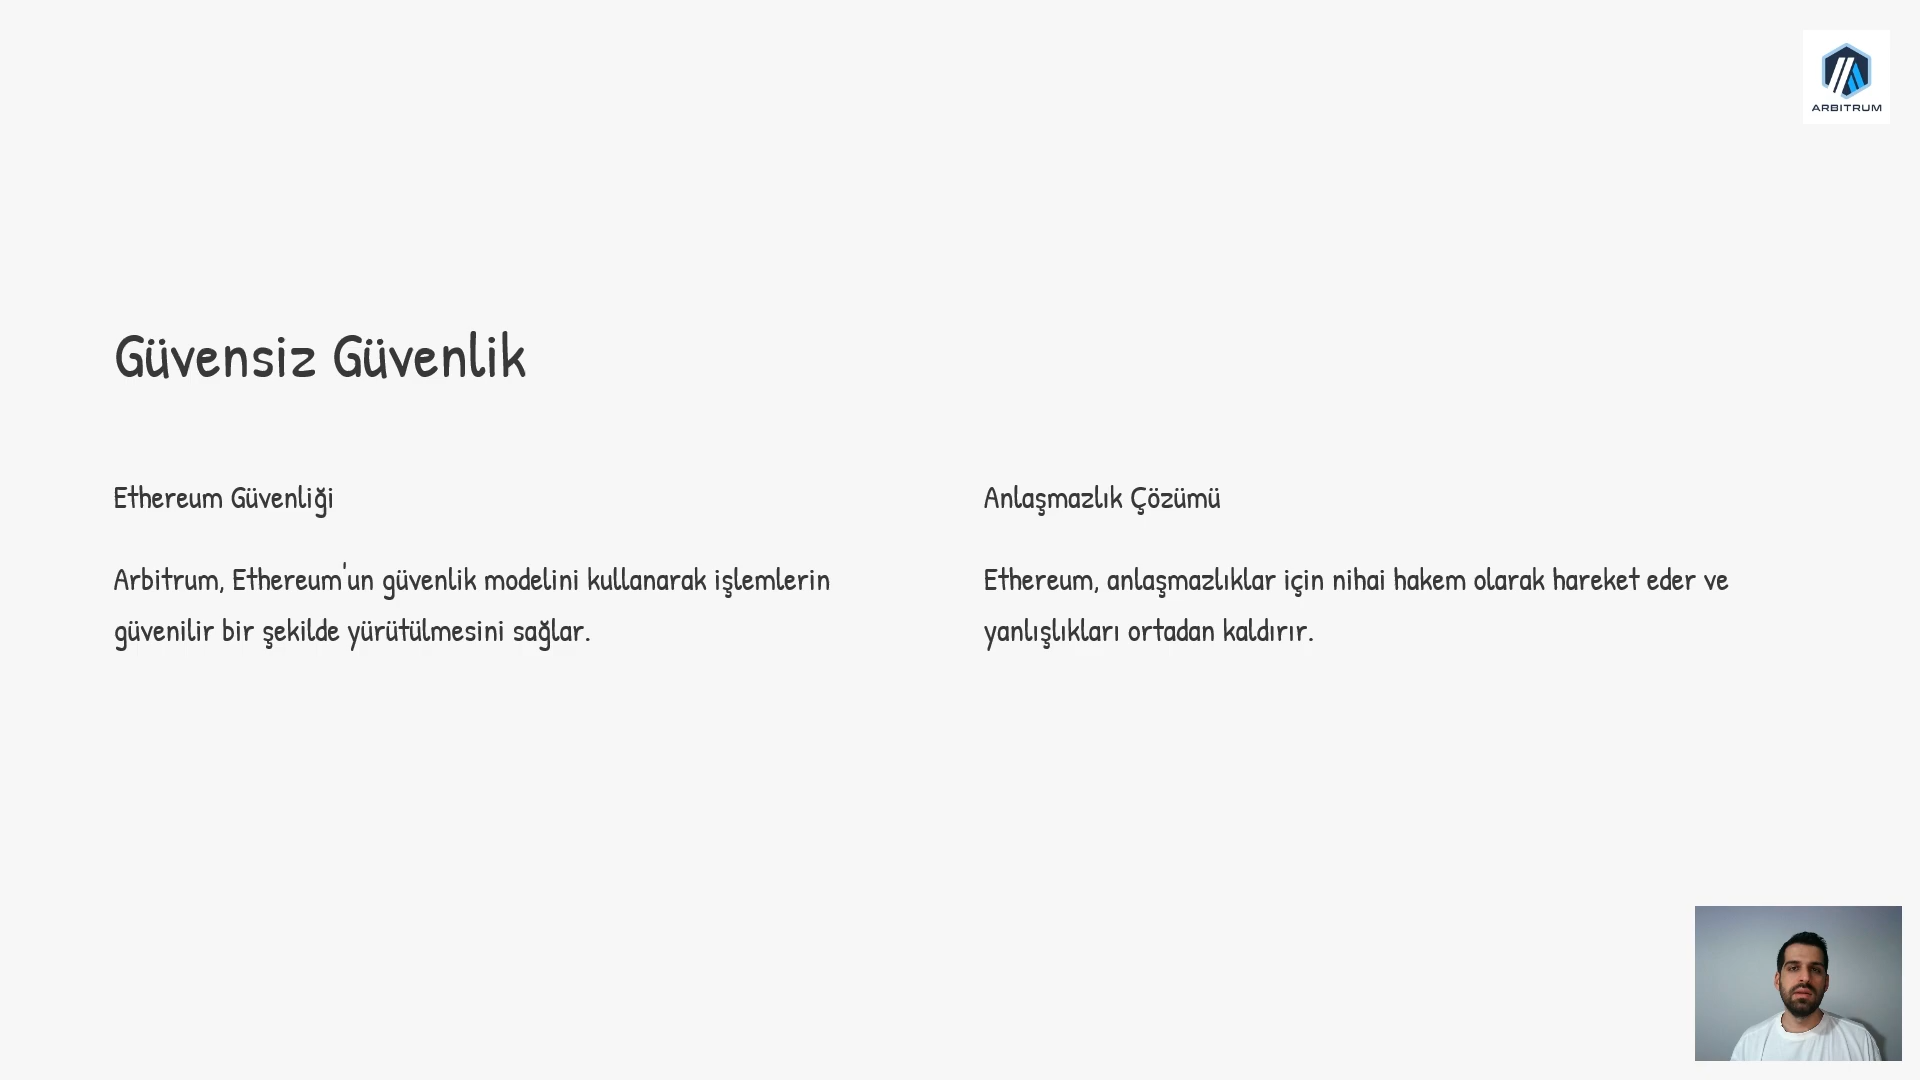 ARBITRUM
Güvensiz Güvenlik
Ethereum Güvenliği
Arbitrum, Ethereum'un güvenlik modelini kullanarak işlemlerin
güvenilir bir şekilde yürütülmesini sağlar.
Anlaşmazlık Çözümü
Ethereum, anlaşmazlıklar için nihai hakem olarak hareket eder ve
yanlışlıkları ortadan kaldırır.